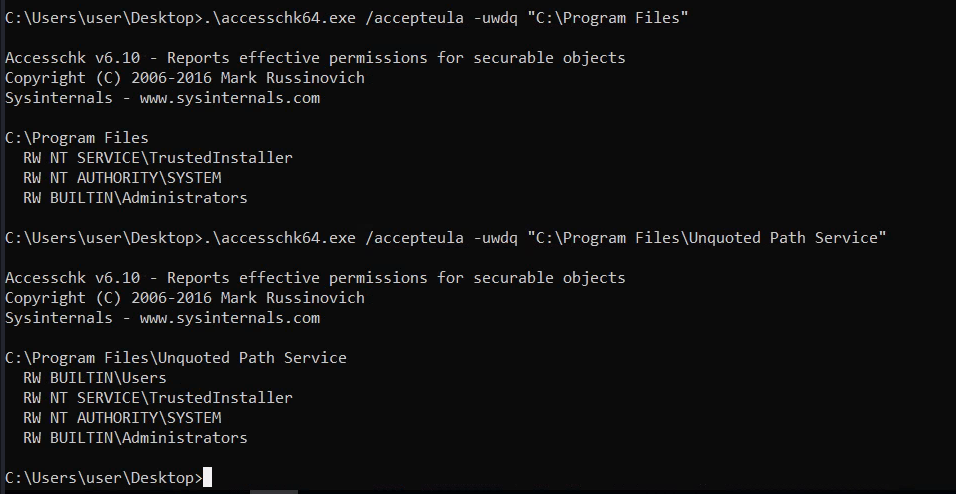 C:\Users\user\Desktop>.\accesschk64.exe /accepteula -uwdq "C:\Program Files"
Accesschk v6.10 - Reports effective permissions for securable objects
Copyright (C) 2006-2016 Mark Russinovich
Sysinternals - www.sysinternals.com
C:\Program Files
  RW NT SERVICE\TrustedInstaller
  RW NT AUTHORITY\SYSTEM
  RW BUILTIN\Administrators
C:\Users\user\Desktop>.\accesschk64.exe /accepteula -uwdq "C:\Program Files\Unquoted Path Service"
Accesschk v6.10 - Reports effective permissions for securable objects
Copyright (C) 2006-2016 Mark Russinovich
Sysinternals - www.sysinternals.com
C:\Program Files\Unquoted Path Service
  RW BUILTIN\Users
  RW NT SERVICE\TrustedInstaller
  RW NT AUTHORITY\SYSTEM
  RW BUILTIN\Administrators
C:\Users\user\Desktop>